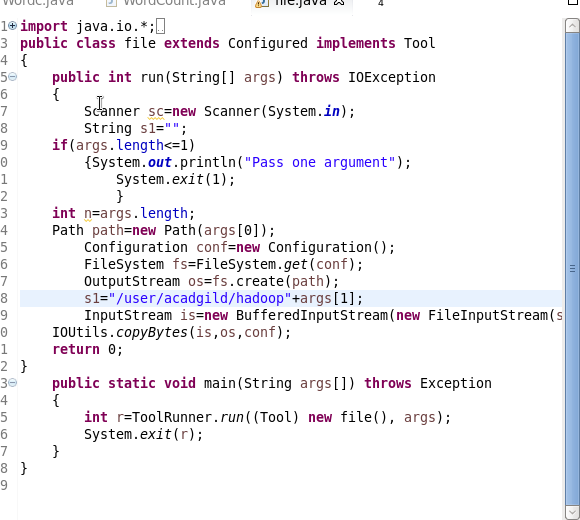 Wordc.java WordCount.java file.java 4
1 import java.io.*;
3 public class file extends Configured implements Tool
4 {
5 public int run(String[] args) throws IOException
6 {
7 Scanner sc=new Scanner(System.in);
8 String s1="";
9 if(args.length<=1)
0 {System.out.println("Pass one argument");
1 System.exit(1);
2 }
3 int n=args.length;
4 Path path=new Path(args[0]);
5 Configuration conf=new Configuration();
6 FileSystem fs=FileSystem.get(conf);
7 OutputStream os=fs.create(path);
8 s1="/user/acadgild/hadoop"+args[1];
9 InputStream is=new BufferedInputStream(new FileInputStream(s
0 IOUtils.copyBytes(is,os,conf);
1 return 0;
2 }
3 public static void main(String args[]) throws Exception
4 {
5 int r=ToolRunner.run((Tool) new file(), args);
6 System.exit(r);
7 }
8 }
9